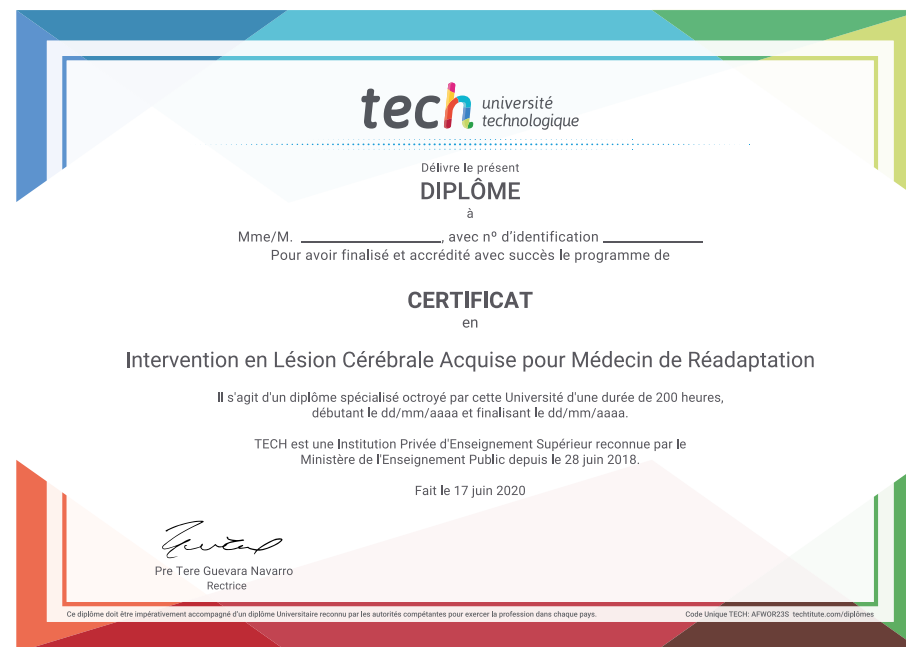 tech université
technologique
Délivre le présent
DIPLÔME
à
Mme/M. ____________________, avec nº d'identification ______________
Pour avoir finalisé et accrédité avec succès le programme de
CERTIFICAT
en
Intervention en Lésion Cérébrale Acquise pour Médecin de Réadaptation
Il s'agit d'un diplôme spécialisé octroyé par cette Université d'une durée de 200 heures,
débutant le dd/mm/aaaa et finalisant le dd/mm/aaaa.
TECH est une Institution Privée d'Enseignement Supérieur reconnue par le
Ministère de l'Enseignement Public depuis le 28 juin 2018.
Fait le 17 juin 2020
Pre Tere Guevara Navarro
Rectrice
Ce diplôme doit être impérativement accompagné d'un diplôme Universitaire reconnu par les autorités compétantes pour exercer la profession dans chaque pays. Code Unique TECH: AFWOR23S techtitute.com/diplômes